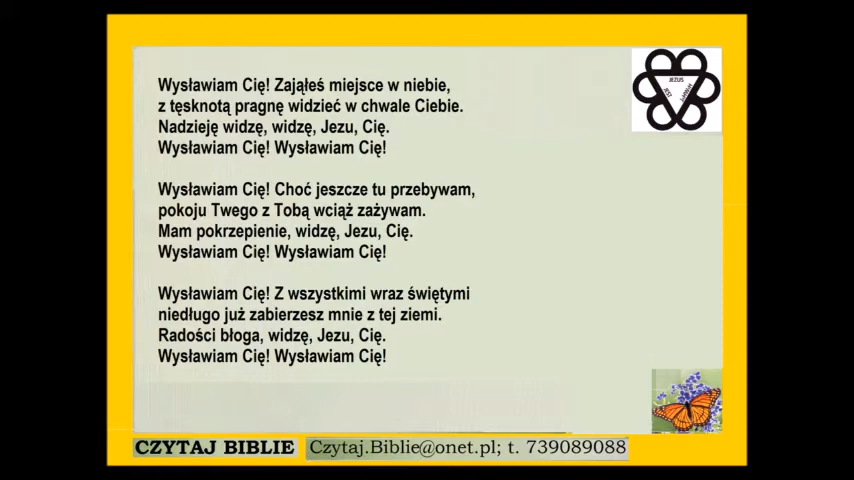 Wysławiam Cię! Zająłeś miejsce w niebie,
z tęsknotą pragnę widzieć w chwale Ciebie.
Nadzieję widzę, widzę, Jezu, Cię.
Wysławiam Cię! Wysławiam Cię!
Wysławiam Cię! Choć jeszcze tu przebywam,
pokoju Twego z Tobą wciąż zażywam.
Mam pokrzepienie, widzę, Jezu, Cię.
Wysławiam Cię! Wysławiam Cię!
Wysławiam Cię! Z wszystkimi wraz świętymi
niedługo już zabierzesz mnie z tej ziemi.
Radości błoga, widzę, Jezu, Cię.
Wysławiam Cię! Wysławiam Cię!
JEZUS
CZYTAJ BIBLIE
Czytaj.Biblie@onet.pl; t. 739089088